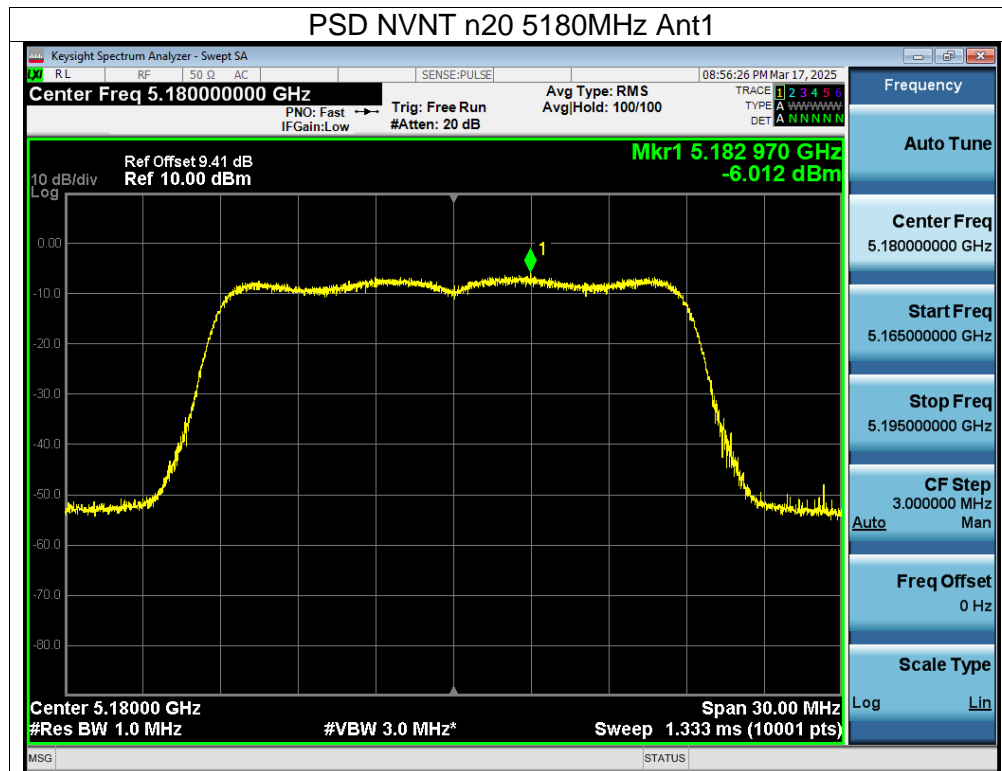 PSD NVNT n20 5180MHz Ant1
Keysight Spectrum Analyzer - Swept SA
LXI RL RF 50 Ω AC SENSE:PULSE 08:56:26 PM Mar 17, 2025
Center Freq 5.180000000 GHz
PNO: Fast
IFGain:Low
Trig: Free Run
#Atten: 20 dB
Avg Type: RMS
Avg|Hold: 100/100
TRACE 1 2 3 4 5 6
TYPE A WWWWW
DET A N N N N N
Ref Offset 9.41 dB
10 dB/div Ref 10.00 dBm
Log
Mkr1 5.182 970 GHz
-6.012 dBm
1
0.00
-10.0
-20.0
-30.0
-40.0
-50.0
-60.0
-70.0
-80.0
Center 5.18000 GHz Span 30.00 MHz
#Res BW 1.0 MHz #VBW 3.0 MHz* Sweep 1.333 ms (10001 pts)
MSG STATUS
Frequency
Auto Tune
Center Freq
5.180000000 GHz
Start Freq
5.165000000 GHz
Stop Freq
5.195000000 GHz
CF Step
3.000000 MHz
Auto Man
Freq Offset
0 Hz
Scale Type
Log Lin